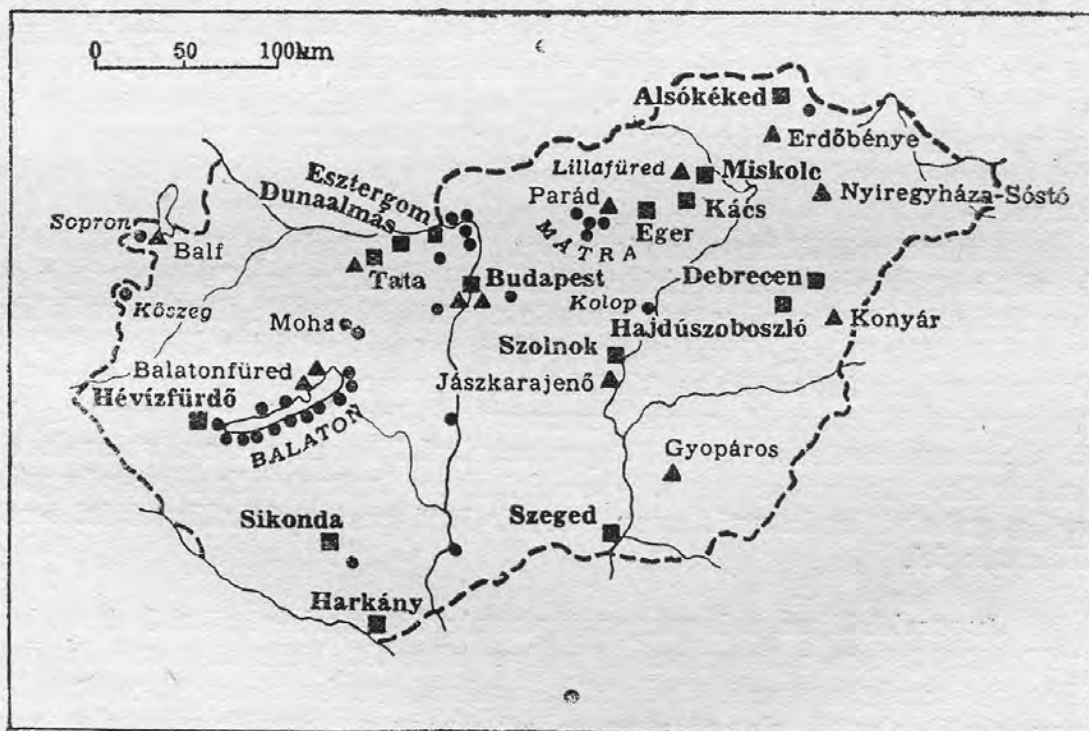 0 50 100km
Alsókéked
Erdőbénye
Lillafüred
Miskolc
Esztergom
Dunaalmás
Nyiregyháza-Sóstó
Parád
Kács
Eger
MÁTRA
Sopron
Balf
Tata
Budapest
Debrecen
Kőszeg
Kolop
Moha
Hajdúszoboszló
Konyár
Szolnok
Balatonfüred
Jászkarajenő
Hévízfürdő
BALATON
Gyopáros
Sikonda
Szeged
Harkány